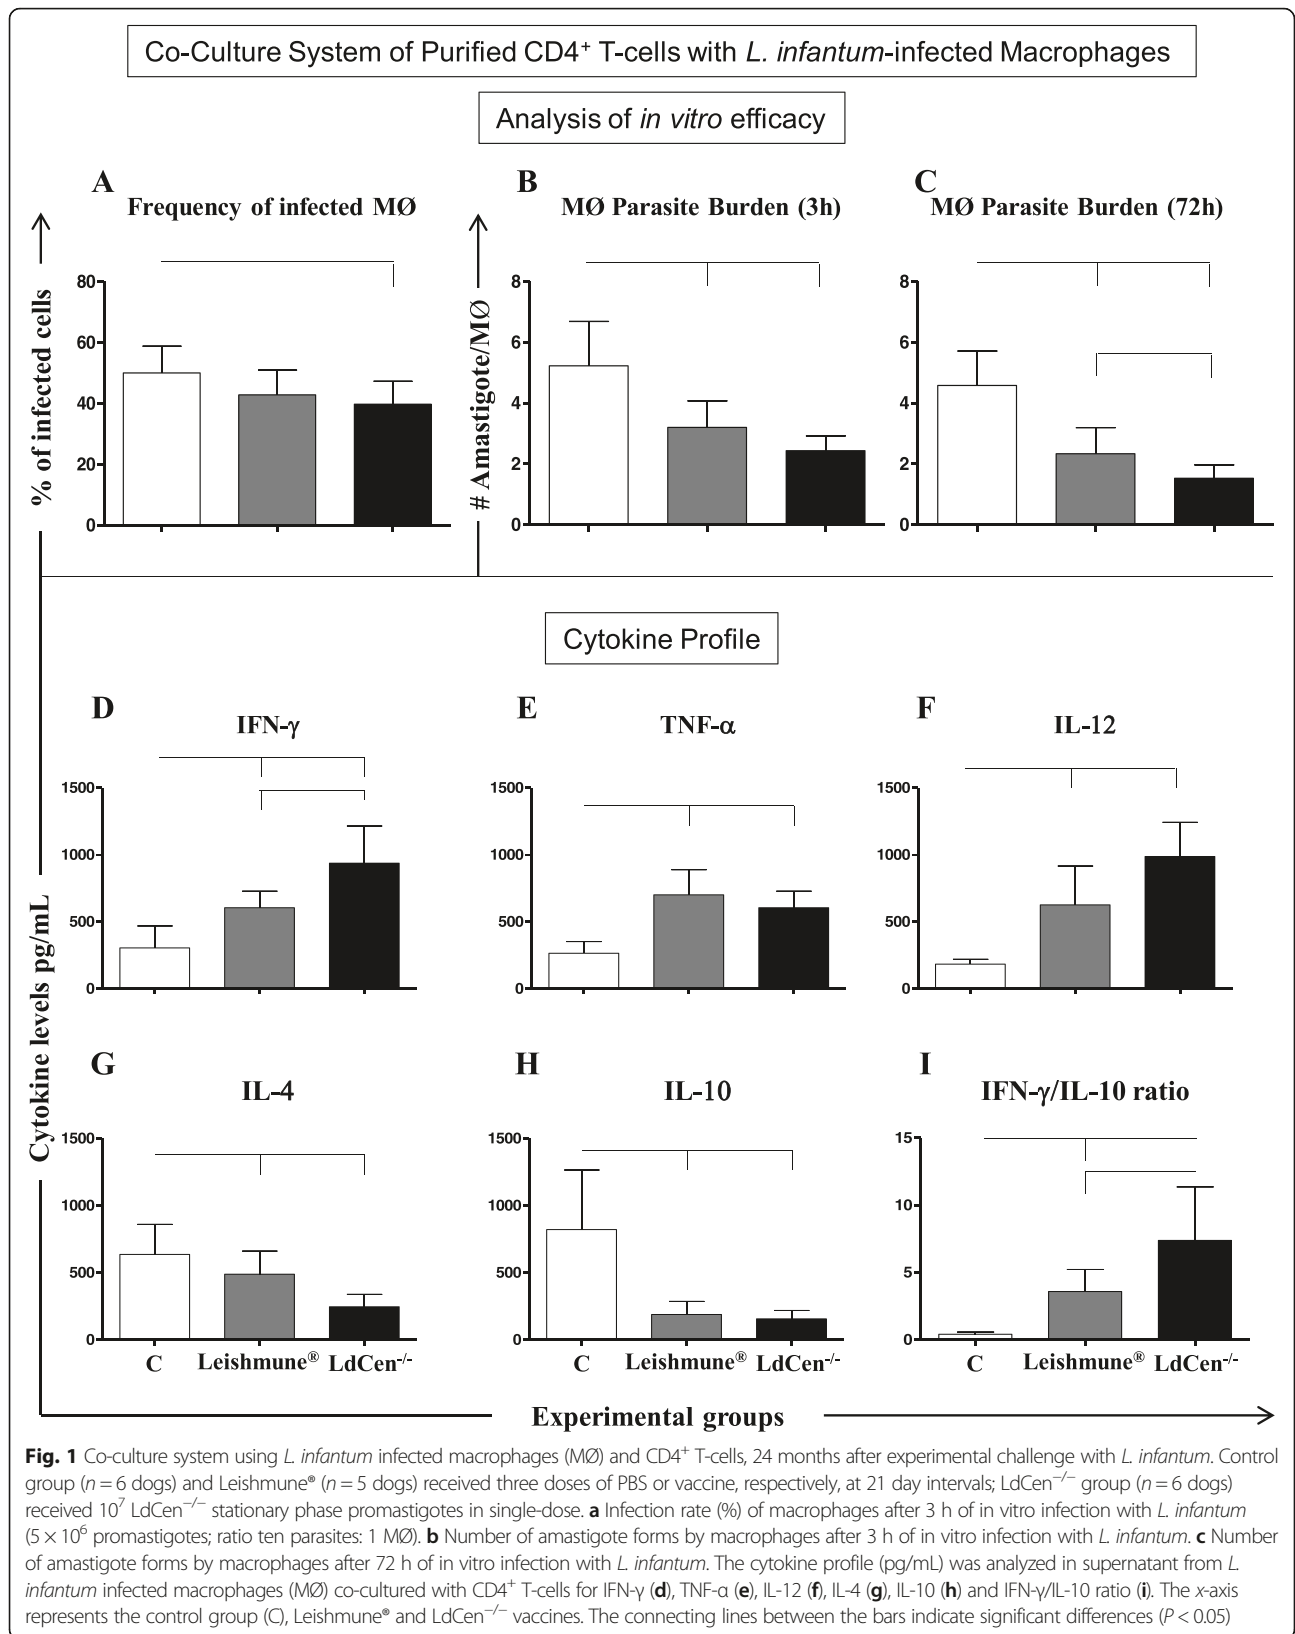 Co-Culture System of Purified CD4⁺ T-cells with L. infantum-infected Macrophages
Analysis of in vitro efficacy
A
Frequency of infected MØ
% of infected cells
80
60
40
20
0
B
MØ Parasite Burden (3h)
# Amastigote/MØ
8
6
4
2
0
C
MØ Parasite Burden (72h)
8
6
4
2
0
Cytokine Profile
Cytokine levels pg/mL
D
IFN-γ
1500
1000
500
0
E
TNF-α
1500
1000
500
0
F
IL-12
1500
1000
500
0
G
IL-4
1500
1000
500
0
C Leishmune® LdCen⁻/⁻
H
IL-10
1500
1000
500
0
C Leishmune® LdCen⁻/⁻
I
IFN-γ/IL-10 ratio
15
10
5
0
C Leishmune® LdCen⁻/⁻
Experimental groups
Fig. 1 Co-culture system using L. infantum infected macrophages (MØ) and CD4⁺ T-cells, 24 months after experimental challenge with L. infantum. Control
group (n = 6 dogs) and Leishmune® (n = 5 dogs) received three doses of PBS or vaccine, respectively, at 21 day intervals; LdCen⁻/⁻ group (n = 6 dogs)
received 10⁷ LdCen⁻/⁻ stationary phase promastigotes in single-dose. a Infection rate (%) of macrophages after 3 h of in vitro infection with L. infantum
(5 × 10⁶ promastigotes; ratio ten parasites: 1 MØ). b Number of amastigote forms by macrophages after 3 h of in vitro infection with L. infantum. c Number
of amastigote forms by macrophages after 72 h of in vitro infection with L. infantum. The cytokine profile (pg/mL) was analyzed in supernatant from L.
infantum infected macrophages (MØ) co-cultured with CD4⁺ T-cells for IFN-γ (d), TNF-α (e), IL-12 (f), IL-4 (g), IL-10 (h) and IFN-γ/IL-10 ratio (i). The x-axis
represents the control group (C), Leishmune® and LdCen⁻/⁻ vaccines. The connecting lines between the bars indicate significant differences (P < 0.05)